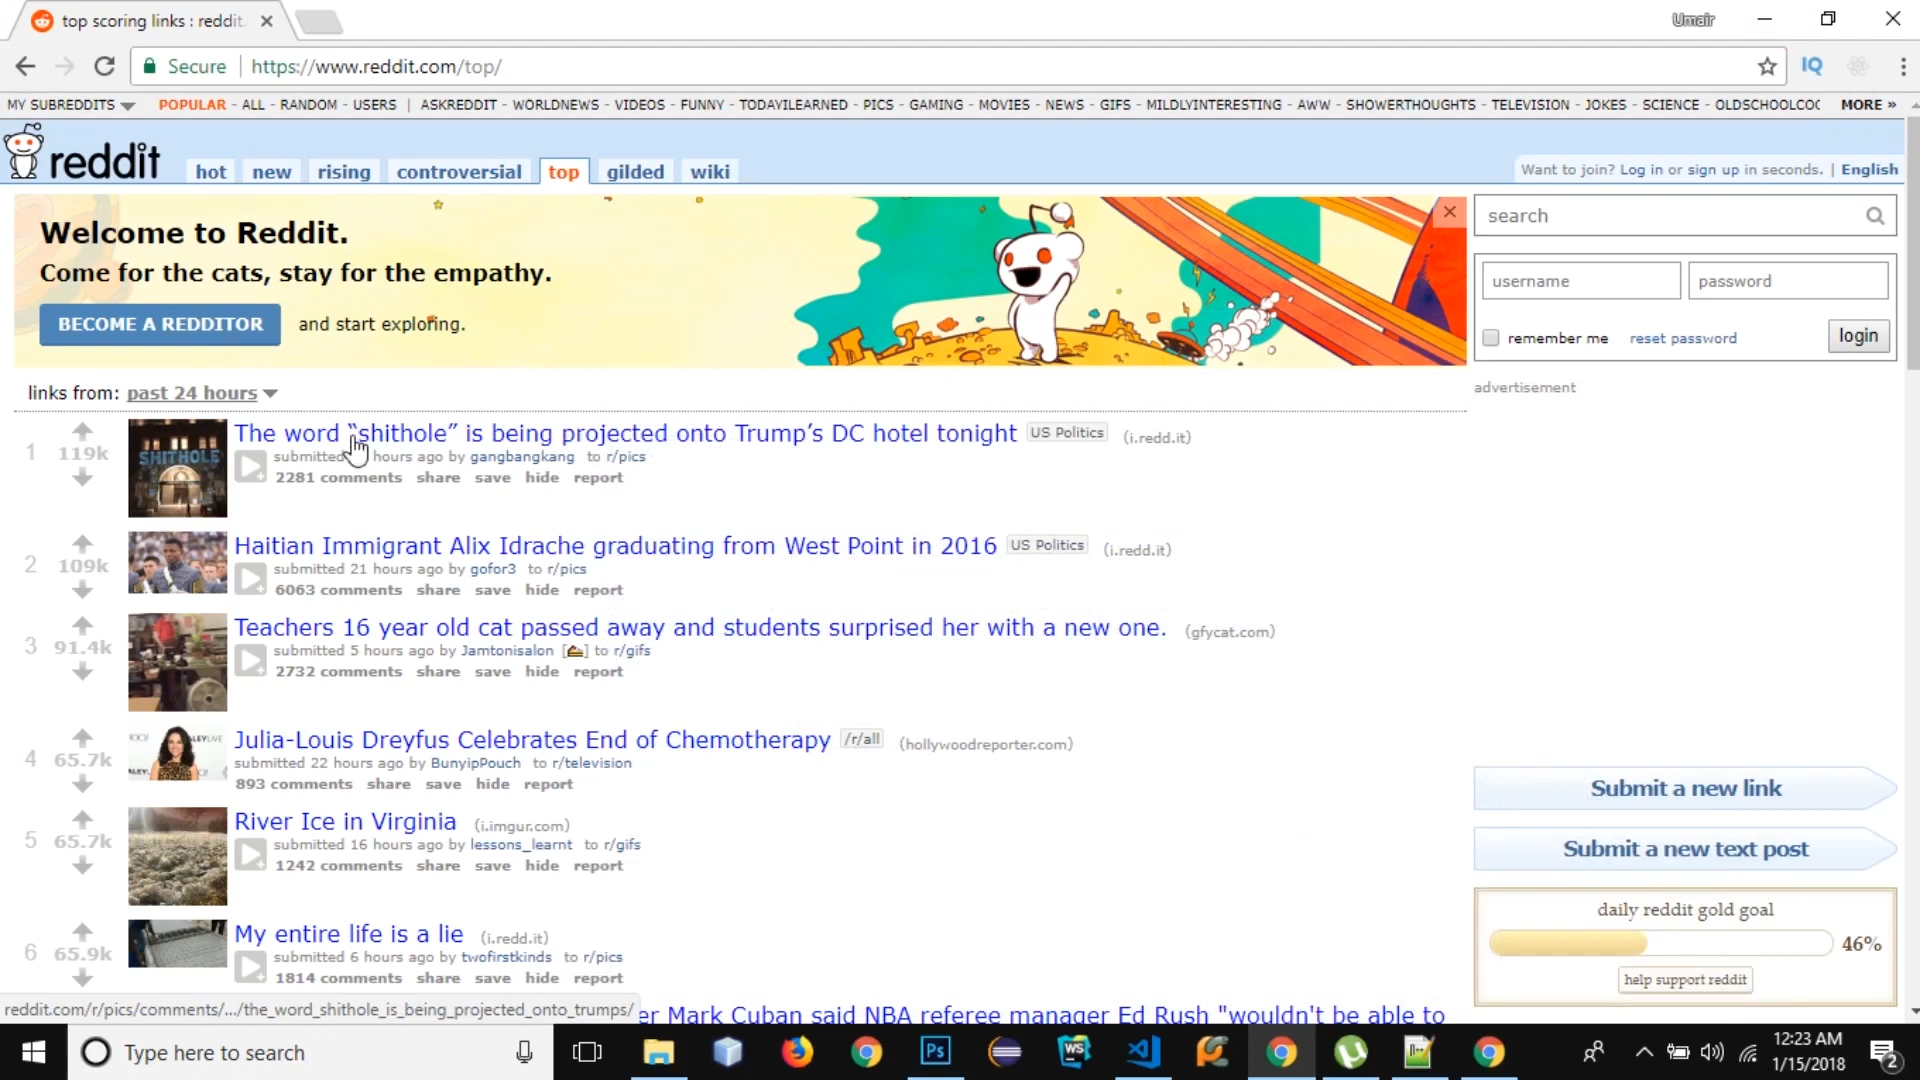 top scoring links : reddit
Umair
Secure
https://www.reddit.com/top/
IQ
MY SUBREDDITS
POPULAR - ALL - RANDOM - USERS | ASKREDDIT - WORLDNEWS - VIDEOS - FUNNY - TODAYILEARNED - PICS - GAMING - MOVIES - NEWS - GIFS - MILDLYINTERESTING - AWW - SHOWERTHOUGHTS - TELEVISION - JOKES - SCIENCE - OLDSCHOOLCOO
MORE »
reddit
hot new rising controversial top gilded wiki
Want to join? Log in or sign up in seconds. | English
Welcome to Reddit.
Come for the cats, stay for the empathy.
BECOME A REDDITOR and start exploring.
search
username password
remember me reset password login
advertisement
links from: past 24 hours
1 119k
SHITHOLE
The word “shithole” is being projected onto Trump’s DC hotel tonight US Politics (i.redd.it)
submitted hours ago by gangbangkang to r/pics
2281 comments share save hide report
2 109k
Haitian Immigrant Alix Idrache graduating from West Point in 2016 US Politics (i.redd.it)
submitted 21 hours ago by gofor3 to r/pics
6063 comments share save hide report
3 91.4k
Teachers 16 year old cat passed away and students surprised her with a new one. (gfycat.com)
submitted 5 hours ago by Jamtonisalon [] to r/gifs
2732 comments share save hide report
4 65.7k
Julia-Louis Dreyfus Celebrates End of Chemotherapy /r/all (hollywoodreporter.com)
submitted 22 hours ago by BunyipPouch to r/television
893 comments share save hide report
5 65.7k
River Ice in Virginia (i.imgur.com)
submitted 16 hours ago by lessons_learnt to r/gifs
1242 comments share save hide report
6 65.9k
My entire life is a lie (i.redd.it)
submitted 6 hours ago by twofirstkinds to r/pics
1814 comments share save hide report
er Mark Cuban said NBA referee manager Ed Rush "wouldn't be able to
Submit a new link
Submit a new text post
daily reddit gold goal
46%
help support reddit
reddit.com/r/pics/comments/.../the_word_shithole_is_being_projected_onto_trumps/
Type here to search
Ps
WS
12:23 AM
1/15/2018
2